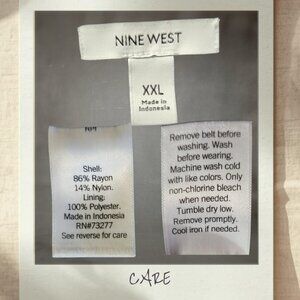 NINE WEST
XXL
Made in
Indonesia
Shell:
86% Rayon
14% Nylon.
Lining:
100% Polyester.
Made in Indonesia
RN#73277
See reverse for care
Remove belt before
washing. Wash
before wearing.
Machine wash cold
with like colors. Only
non-chlorine bleach
when needed.
Tumble dry low.
Remove promptly.
Cool iron if needed.
CARE